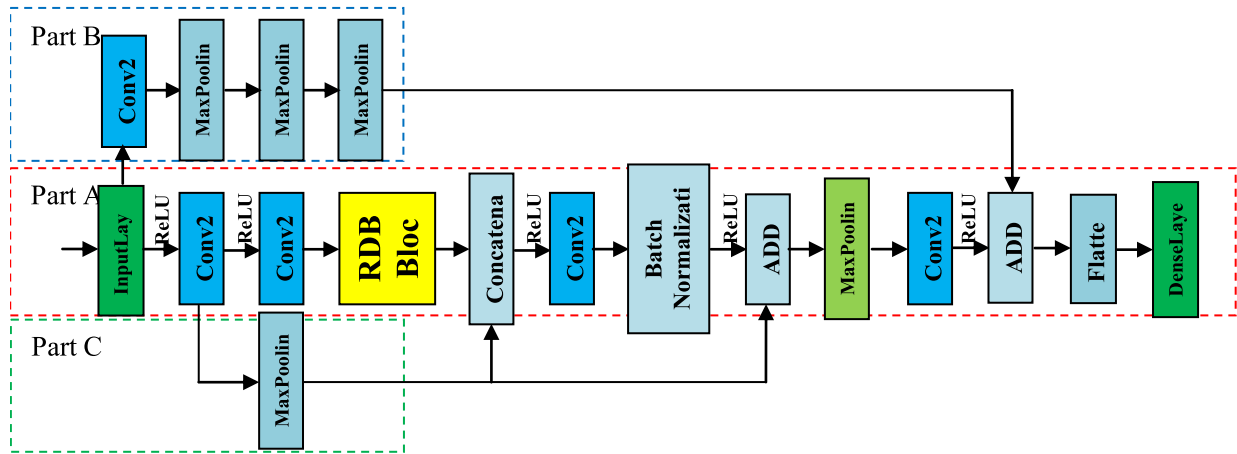 Part B
Conv2
MaxPoolin
MaxPoolin
MaxPoolin
Part A
InputLay
ReLU
Conv2
ReLU
Conv2
RDB
Bloc
Concatena
ReLU
Conv2
Batch
Normalizati
ReLU
ADD
MaxPoolin
Conv2
ReLU
ADD
Flatte
DenseLaye
Part C
MaxPoolin